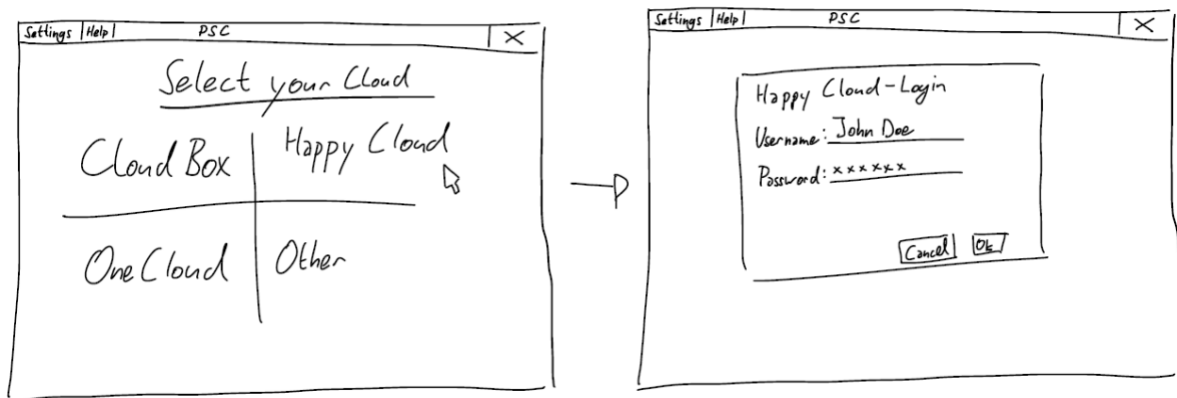 Settings Help PSC X
Select your Cloud
Cloud Box Happy Cloud
One Cloud Other
Settings Help PSC X
Happy Cloud-Login
Username: John Doe
Password: xxxxxx
Cancel Ok